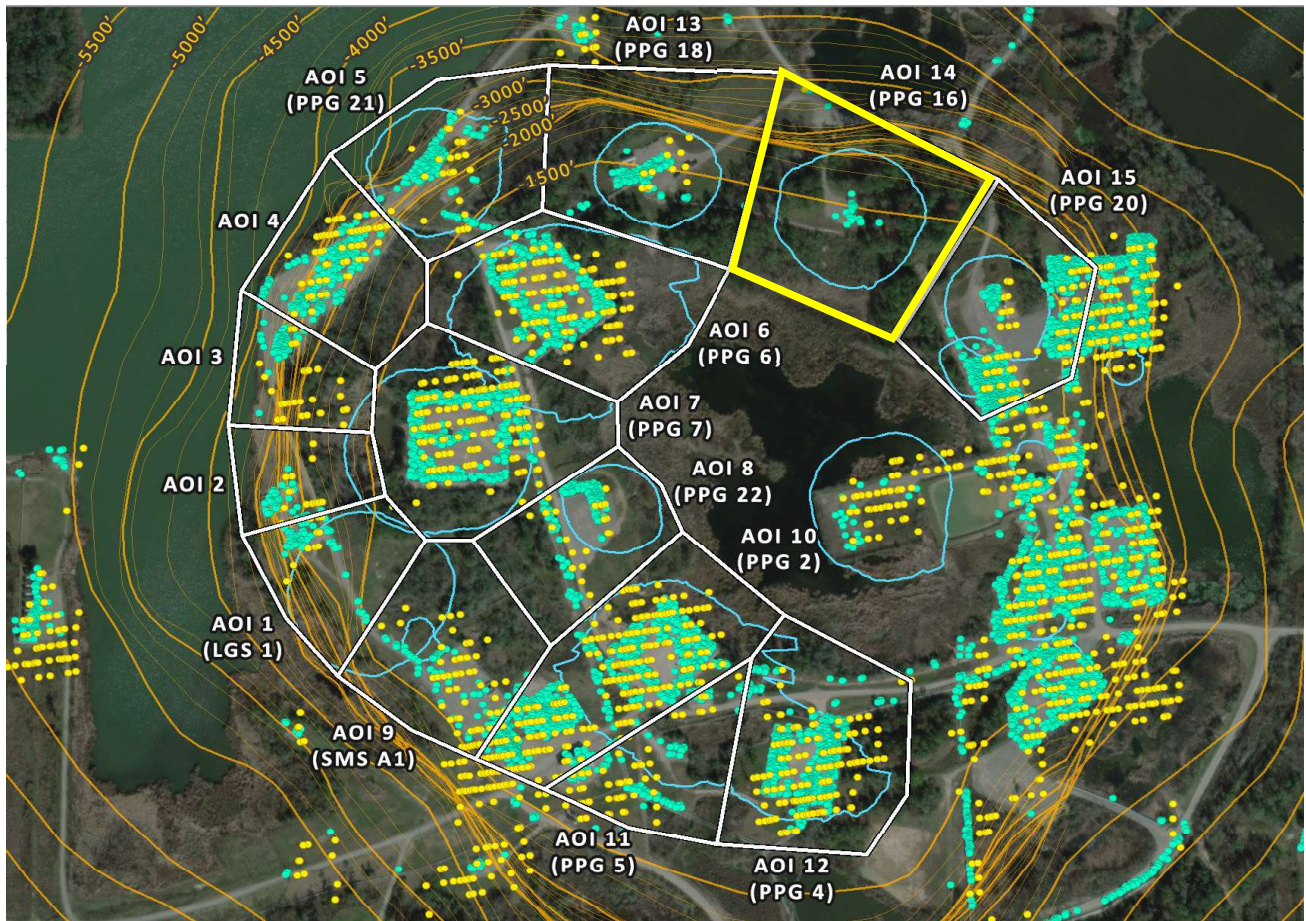 -5500'
-5000'
-4500'
-4000'
-3500'
-3000'
-2500'
-2000'
-1500'
AOI 13
(PPG 18)
AOI 14
(PPG 16)
AOI 5
(PPG 21)
AOI 15
(PPG 20)
AOI 4
AOI 3
AOI 6
(PPG 6)
AOI 7
(PPG 7)
AOI 8
(PPG 22)
AOI 2
AOI 10
(PPG 2)
AOI 1
(LGS 1)
AOI 9
(SMS A1)
AOI 11
(PPG 5)
AOI 12
(PPG 4)